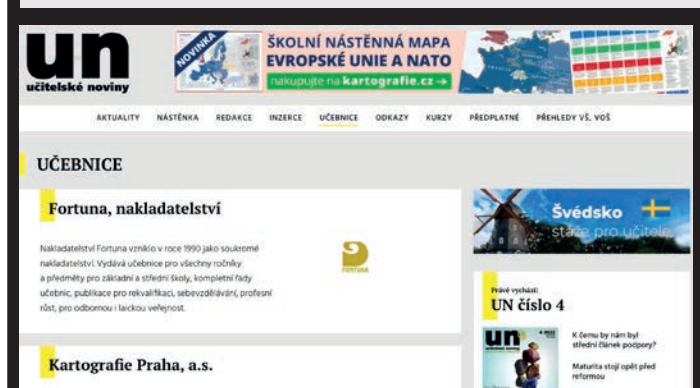 un
učitelské noviny
NOVINKA
ŠKOLNÍ NÁSTĚNNÁ MAPA
EVROPSKÉ UNIE A NATO
nakupujte na kartografie.cz →
AKTUALITY NÁSTĚNKA REDAKCE INZERCE UČEBNICE ODKAZY KURZY PŘEDPLATNÉ PŘEHLEDY VŠ, VOŠ
UČEBNICE
Fortuna, nakladatelství
Nakladatelství Fortuna vzniklo v roce 1990 jako soukromé
nakladatelství. Vydává učebnice pro všechny ročníky
a předměty pro základní a střední školy, kompletní řady
učebnic, publikace pro rekvalifikaci, sebevzdělávání, profesní
růst, pro odbornou i laickou veřejnost.
FORTUNA
Kartografie Praha, a.s.
Švédsko
stáže pro učitele
Právě vychází:
UN číslo 4
un
učitelské noviny
K čemu by nám byl
střední článek podpory?
Maturita stojí opět před
reformou